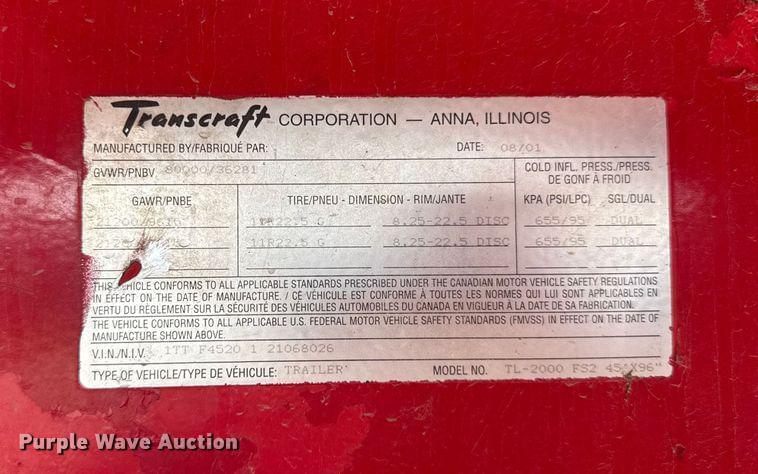 Transcraft CORPORATION — ANNA, ILLINOIS
MANUFACTURED BY/FABRIQUÉ PAR: DATE: 08/01
GVWR/PNBV 80000/36281
COLD INFL. PRESS./PRESS. DE GONF À FROID
GAWR/PNBE TIRE/PNEU - DIMENSION - RIM/JANTE KPA (PSI/LPC) SGL/DUAL
11R22.5 G 8.25-22.5 DISC 655/95 DUAL
11R22.5 G 8.25-22.5 DISC 655/95 DUAL
VEHICLE CONFORMS TO ALL APPLICABLE STANDARDS PRESCRIBED UNDER THE CANADIAN MOTOR VEHICLE SAFETY REGULATIONS
IN EFFECT ON THE DATE OF MANUFACTURE. / CE VÉHICULE EST CONFORME À TOUTES LES NORMES QUI LUI SONT APPLICABLES EN
VERTU DU RÈGLEMENT SUR LA SÉCURITÉ DES VÉHICULES AUTOMOBILES DU CANADA EN VIGUEUR À LA DATE DE SA FABRICATION.
THE VEHICLE CONFORMS TO ALL APPLICABLE U.S. FEDERAL MOTOR VEHICLE SAFETY STANDARDS (FMVSS) IN EFFECT ON THE DATE OF
MANUFACTURE SHOWN ABOVE.
V.I.N./N.I.V. 1TT F4520 1 21068026
TYPE OF VEHICLE/TYPE DE VÉHICULE: TRAILER MODEL NO. TL-2000 FS2 45'X96"
Purple Wave Auction